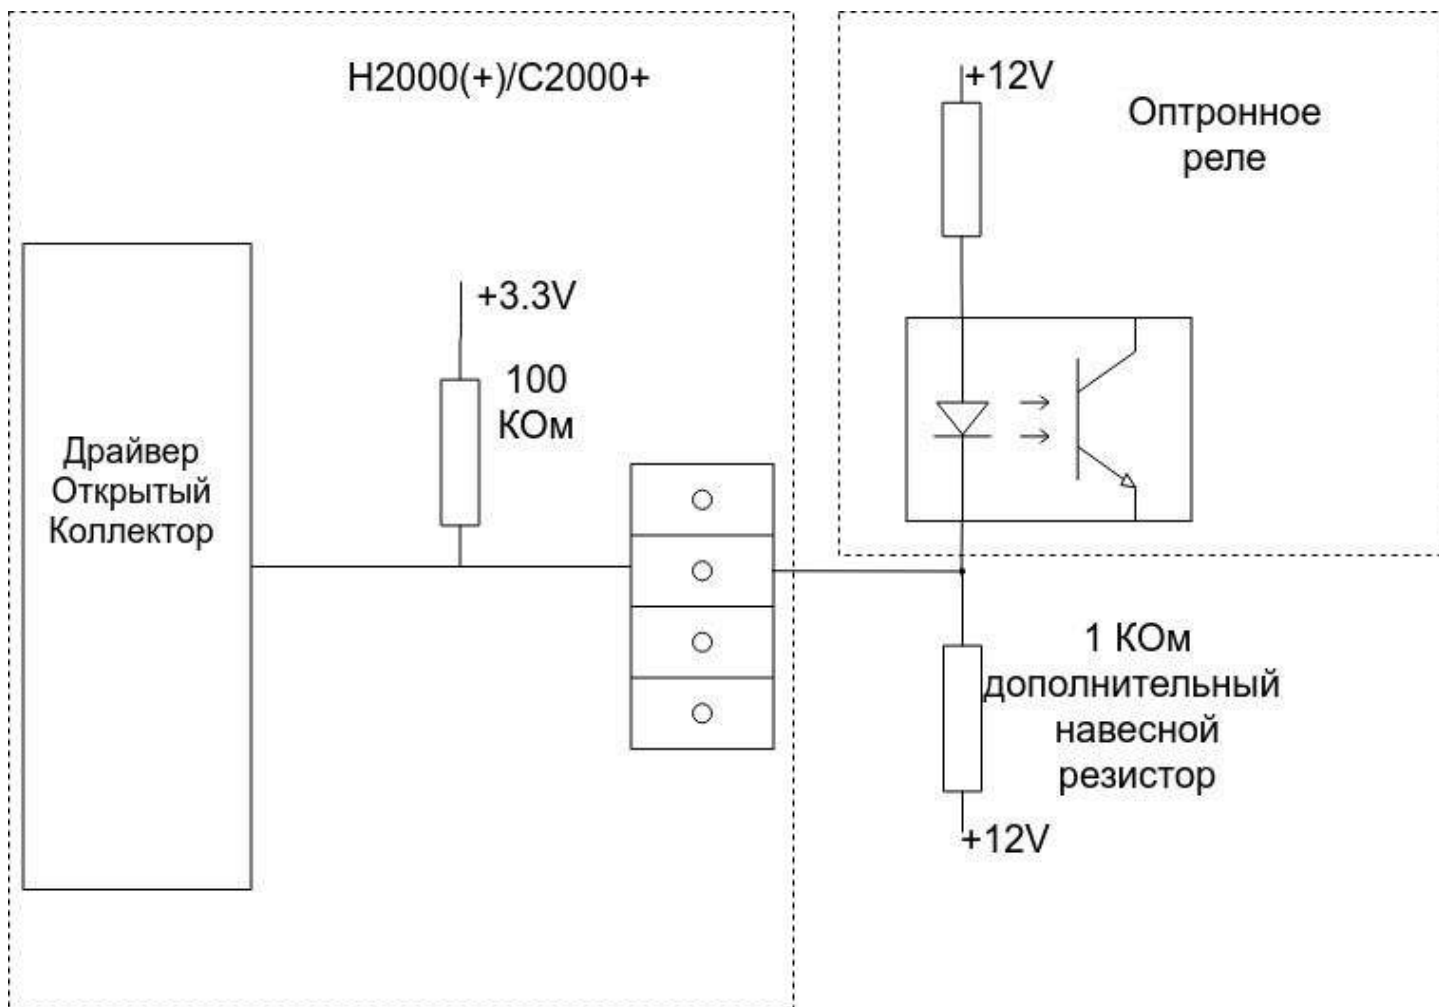 H2000(+)/C2000+
+12V
Оптронное
реле
+3.3V
100
КОм
Драйвер
Открытый
Коллектор
1 КОм
дополнительный
навесной
резистор
+12V